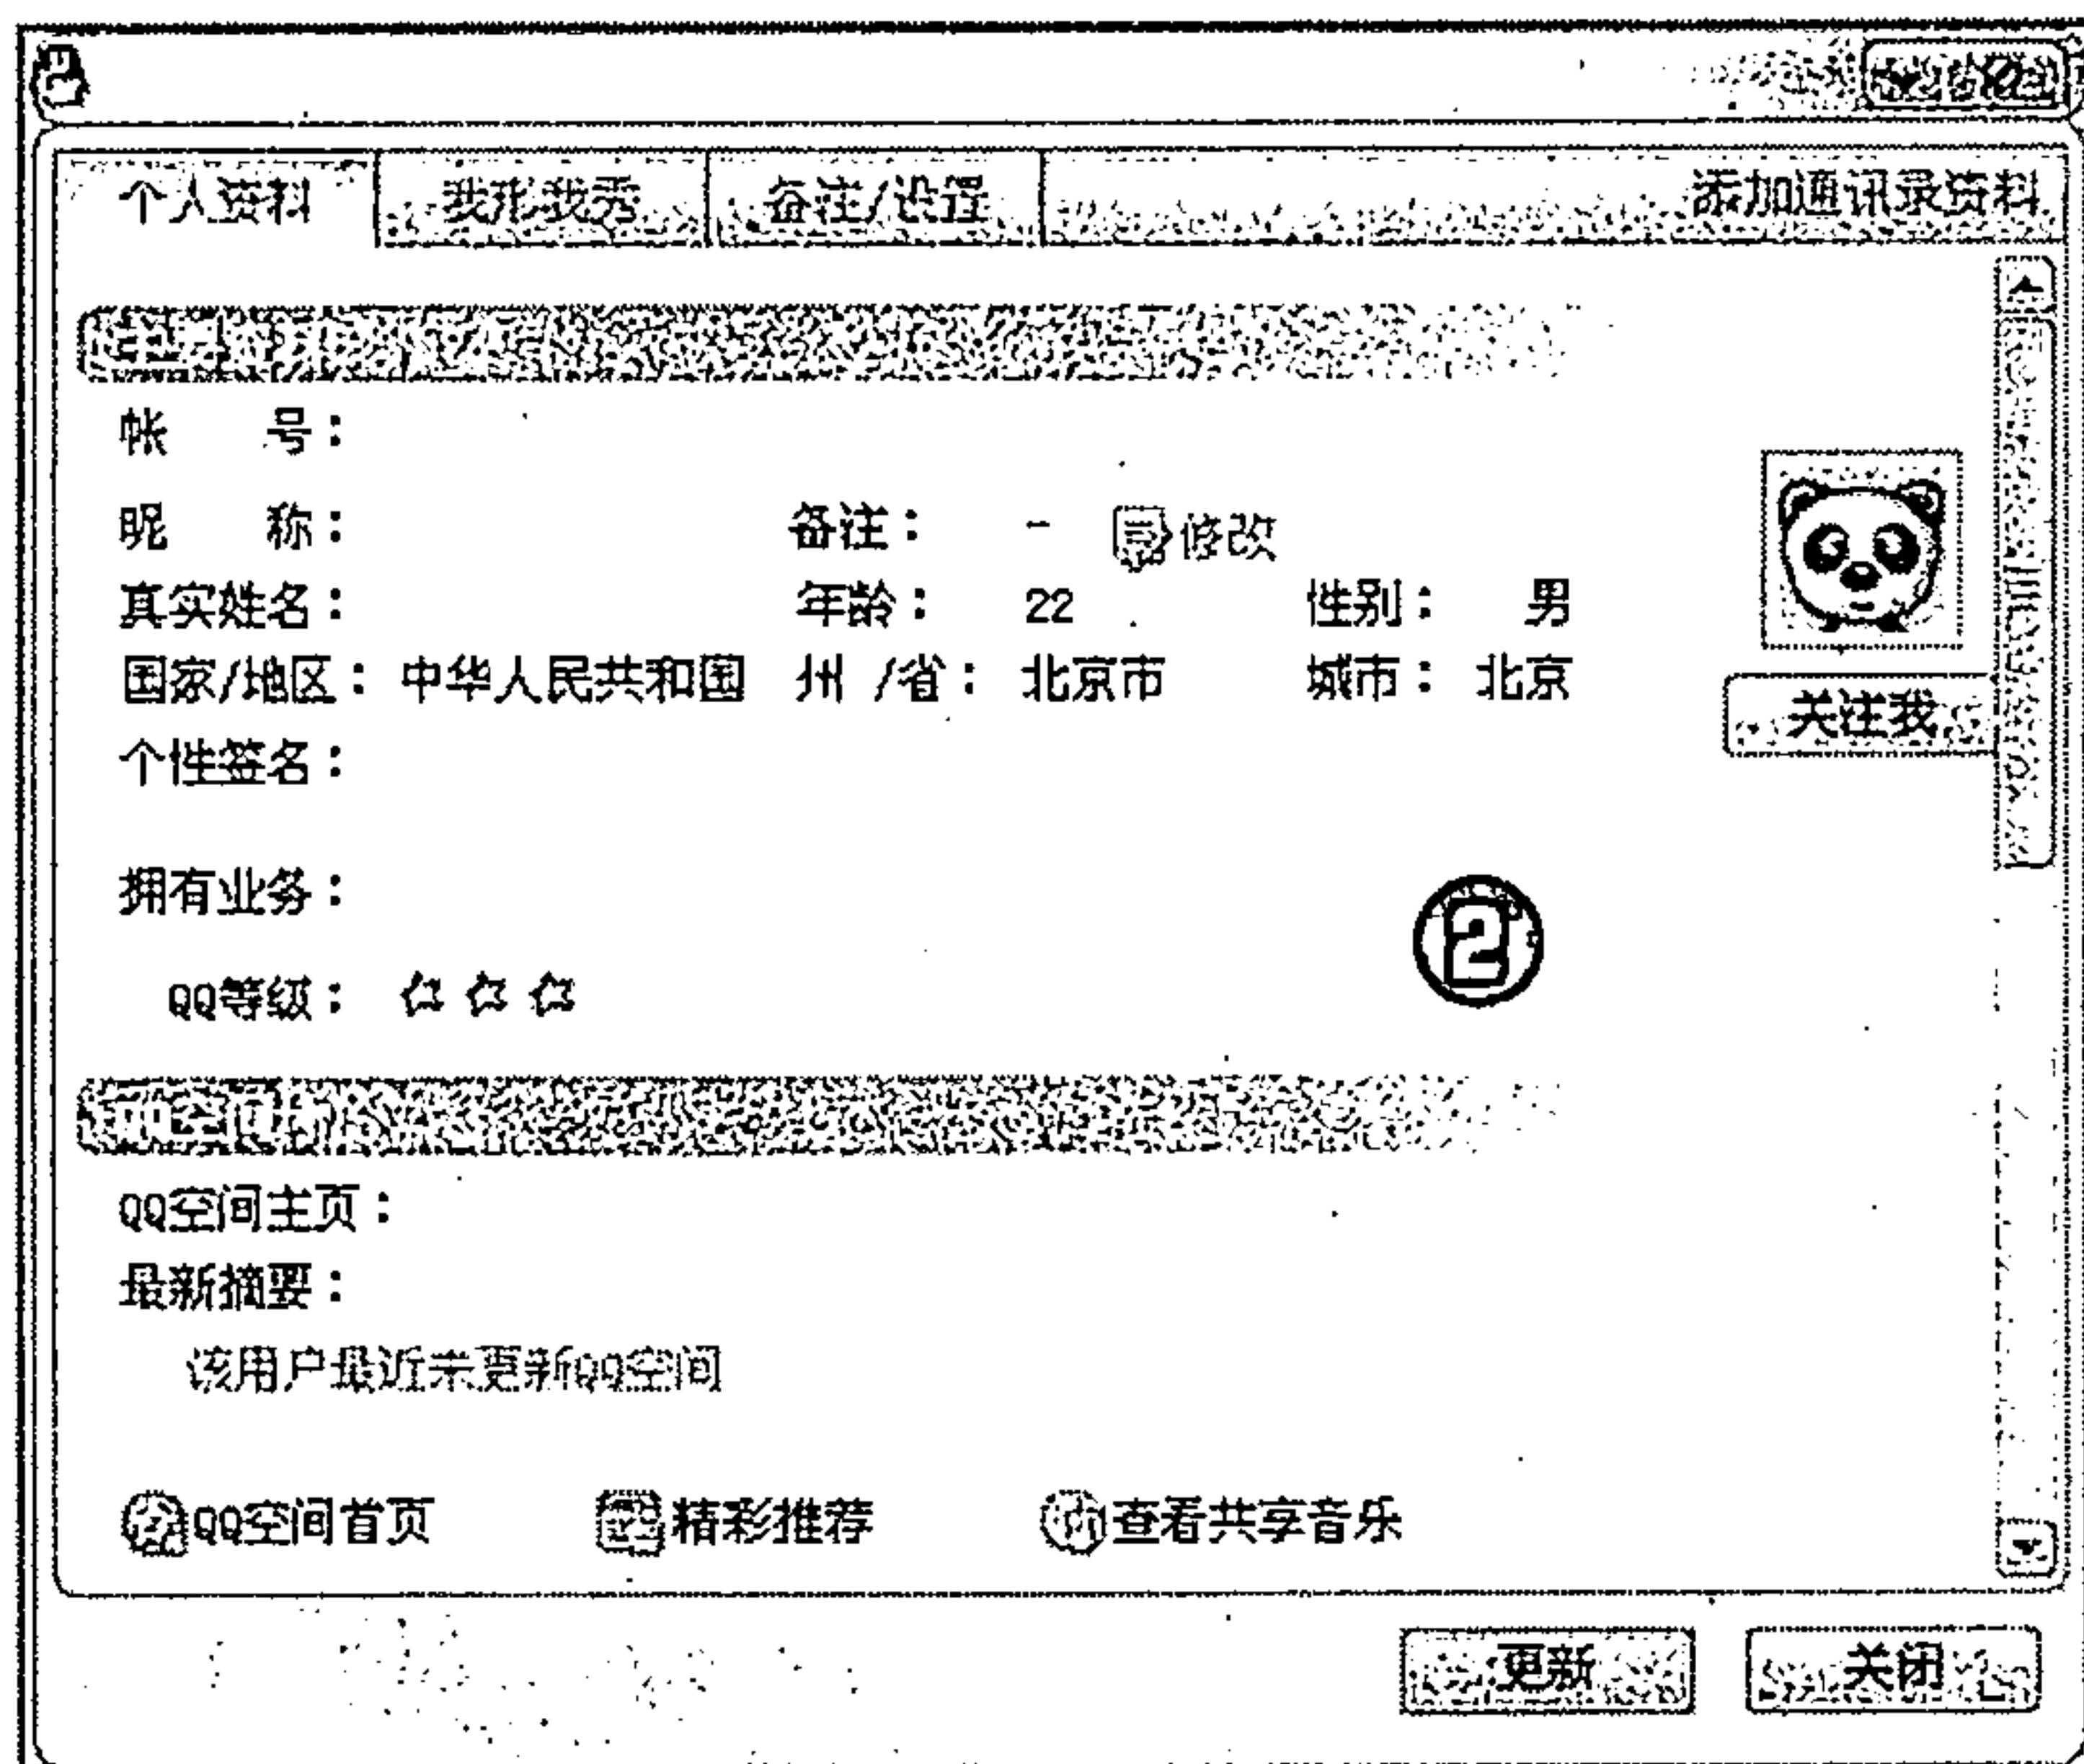 个人资料 我形我秀 备注/设置 添加通讯录资料
帐 号：
昵 称： 备注： - 修改
真实姓名： 年龄： 22 性别： 男
国家/地区： 中华人民共和国 州 /省： 北京市 城市： 北京
关注我
个性签名：
拥有业务：
2
QQ等级：
QQ空间主页：
最新摘要：
该用户最近未更新QQ空间
QQ空间首页 精彩推荐 查看共享音乐
更新 关闭